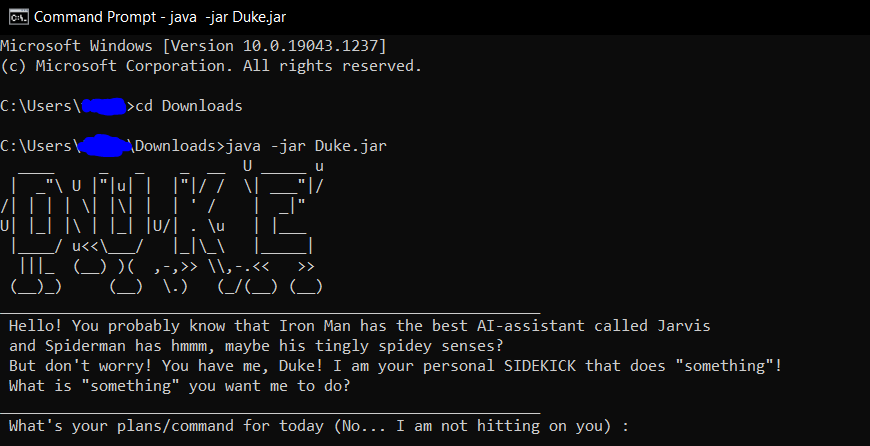 Command Prompt - java  -jar Duke.jar
Microsoft Windows [Version 10.0.19043.1237]
(c) Microsoft Corporation. All rights reserved.
C:\Users\>cd Downloads
C:\Users\\Downloads>java -jar Duke.jar
  ____     _   _    _  __  U _____ u
 |  _"\ U |"|u| |  |"|/ /  \| ___"|/
/| | | | \| |\| |  | ' /    |  _|"
U| |_| |\ | |_| |U/| . \u   | |___
 |____/ u<<\___/   |_|\_\   |_____|
  |||_  (__) )(  ,-,>> \\,-.<<   >>
 (__)_)     (__)  \.)   (_/(__) (__)
____________________________________________________________
Hello! You probably know that Iron Man has the best AI-assistant called Jarvis
and Spiderman has hmmm, maybe his tingly spidey senses?
But don't worry! You have me, Duke! I am your personal SIDEKICK that does "something"!
What is "something" you want me to do?
____________________________________________________________
What's your plans/command for today (No... I am not hitting on you) :